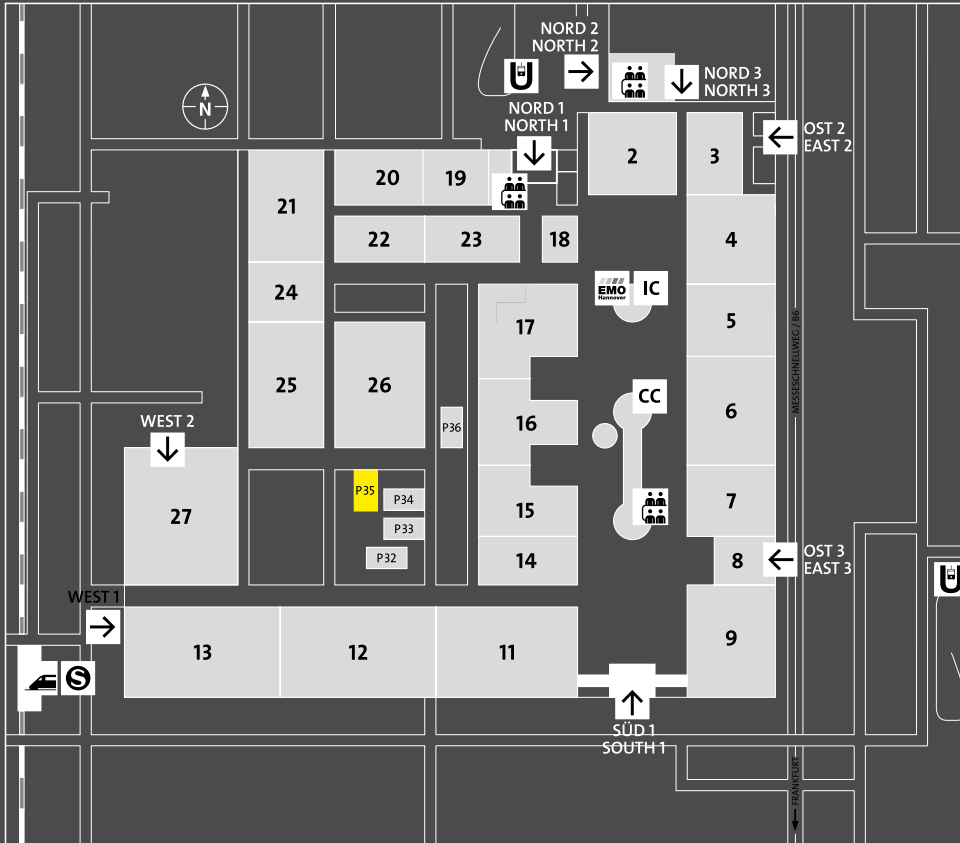 NORD 2
NORTH 2
NORD 3
NORTH 3
U
N
NORD 1
NORTH 1
OST 2
EAST 2
2
3
20
19
21
22
23
18
4
24
EMO
Hannover
IC
17
5
MESSESCHNELLWEG / B6
25
26
CC
6
16
P36
WEST 2
P35
P34
27
15
7
P33
P32
14
8
OST 3
EAST 3
U
WEST 1
13
12
11
9
S
SÜD 1
SOUTH 1
FRANKFURT